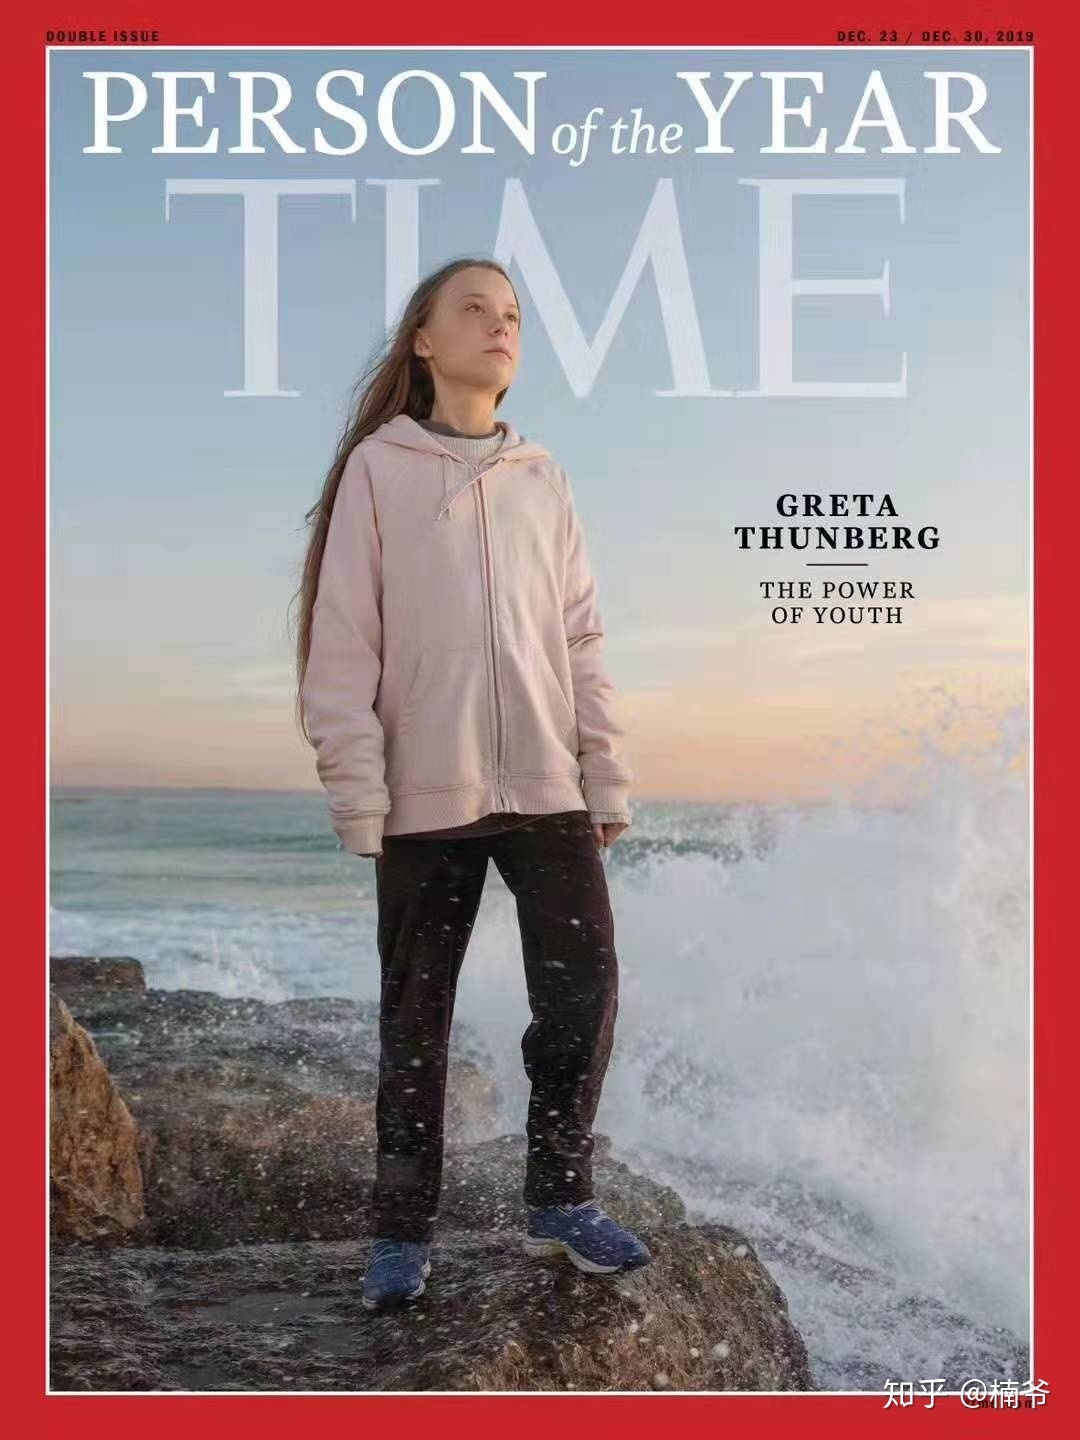 DOUBLE ISSUE
DEC. 23 / DEC. 30, 2019
PERSON of the YEAR
TIME
GRETA
THUNBERG
THE POWER
OF YOUTH
知乎 @楠爷